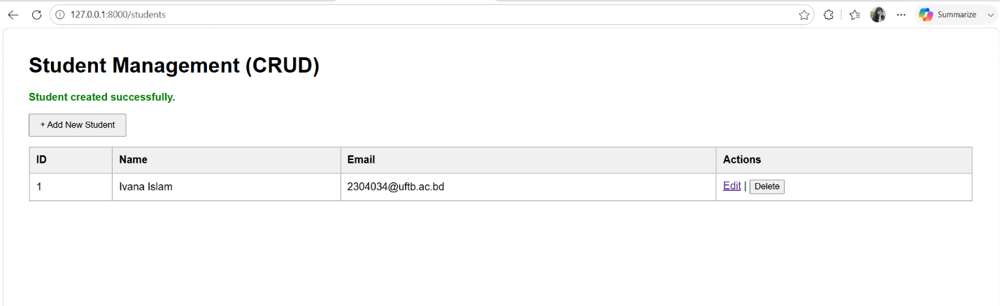 127.0.0.1:8000/students
Summarize
Student Management (CRUD)
Student created successfully.
+ Add New Student
ID Name Email Actions
1 Ivana Islam 2304034@uftb.ac.bd Edit | Delete